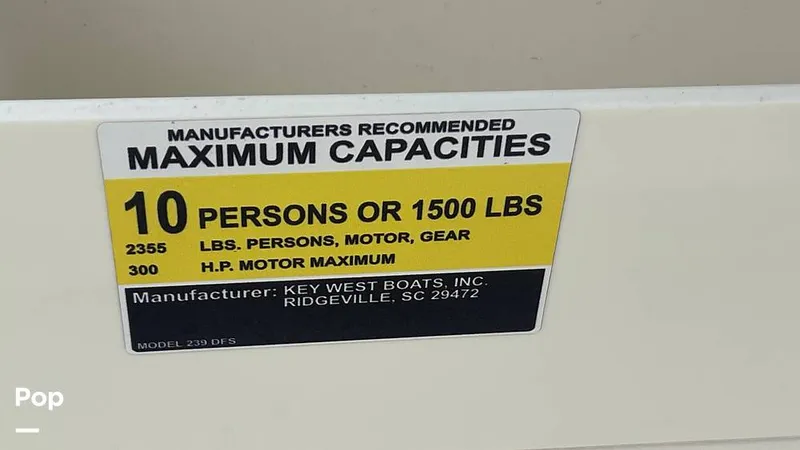 MANUFACTURERS RECOMMENDED
MAXIMUM CAPACITIES
10 PERSONS OR 1500 LBS
2355 LBS. PERSONS, MOTOR, GEAR
300 H.P. MOTOR MAXIMUM
Manufacturer: KEY WEST BOATS, INC.
RIDGEVILLE, SC 29472
MODEL 239 DFS
Pop